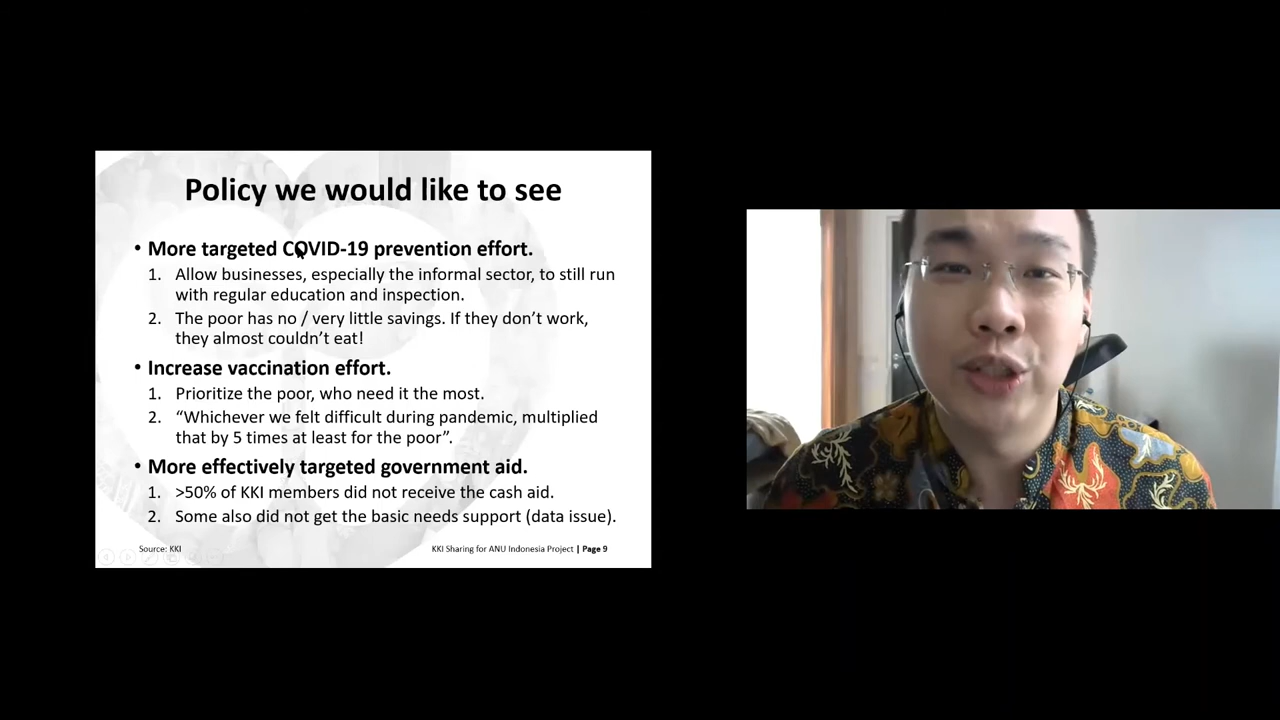 Policy we would like to see
• More targeted COVID-19 prevention effort.
1. Allow businesses, especially the informal sector, to still run
with regular education and inspection.
2. The poor has no / very little savings. If they don’t work,
they almost couldn’t eat!
• Increase vaccination effort.
1. Prioritize the poor, who need it the most.
2. “Whichever we felt difficult during pandemic, multiplied
that by 5 times at least for the poor”.
• More effectively targeted government aid.
1. >50% of KKI members did not receive the cash aid.
2. Some also did not get the basic needs support (data issue).
Source: KKI
KKI Sharing for ANU Indonesia Project | Page 9